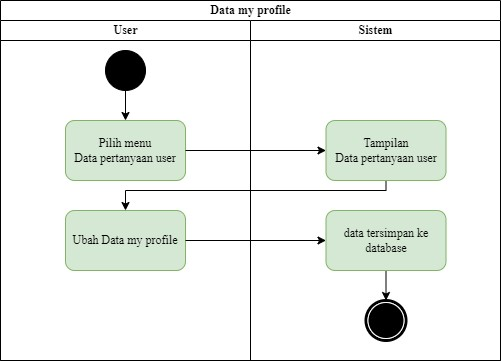 Data my profile
User
Sistem
Pilih menu
Data pertanyaan user
Tampilan
Data pertanyaan user
Ubah Data my profile
data tersimpan ke
database